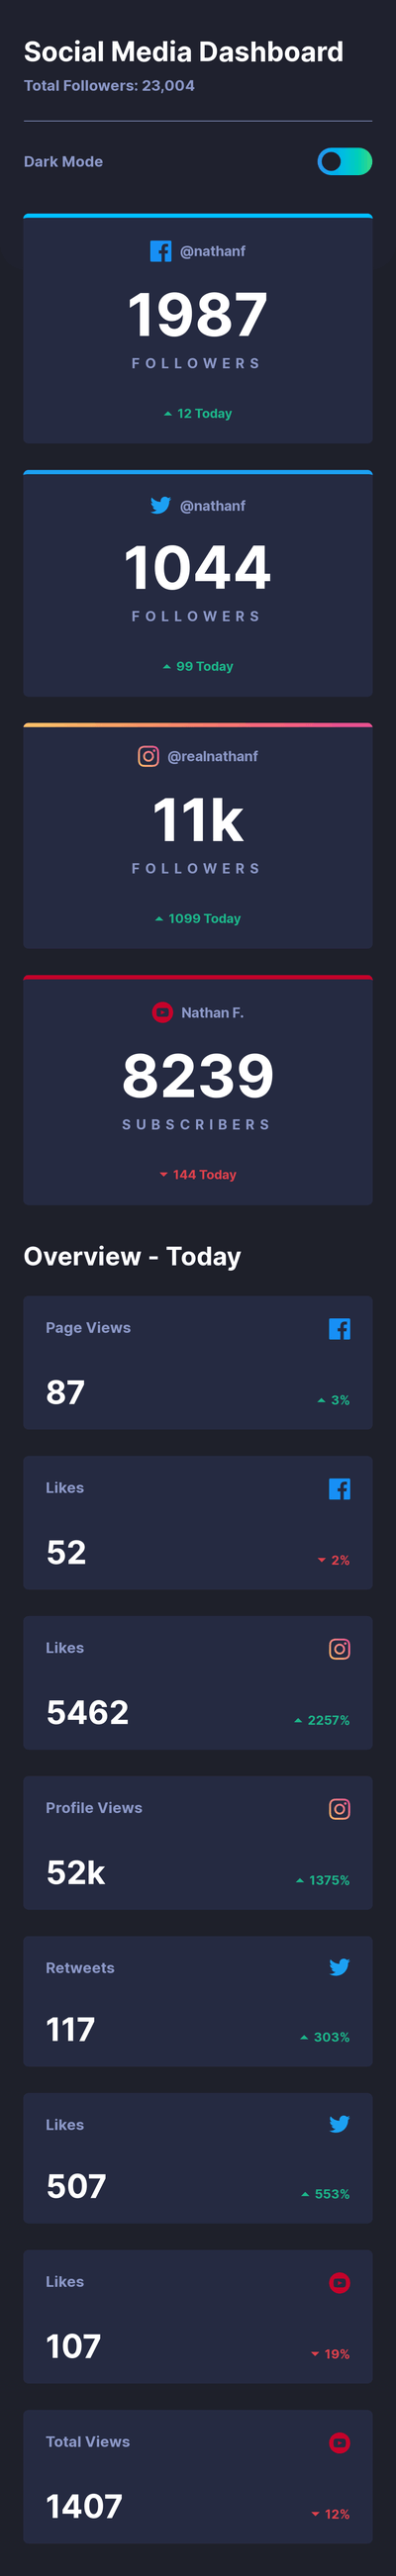 Social Media Dashboard
Total Followers: 23,004
Dark Mode
@nathanf
1987
FOLLOWERS
12 Today
@nathanf
1044
FOLLOWERS
99 Today
@realnathanf
11k
FOLLOWERS
1099 Today
Nathan F.
8239
SUBSCRIBERS
144 Today
Overview - Today
Page Views
87
3%
Likes
52
2%
Likes
5462
2257%
Profile Views
52k
1375%
Retweets
117
303%
Likes
507
553%
Likes
107
19%
Total Views
1407
12%